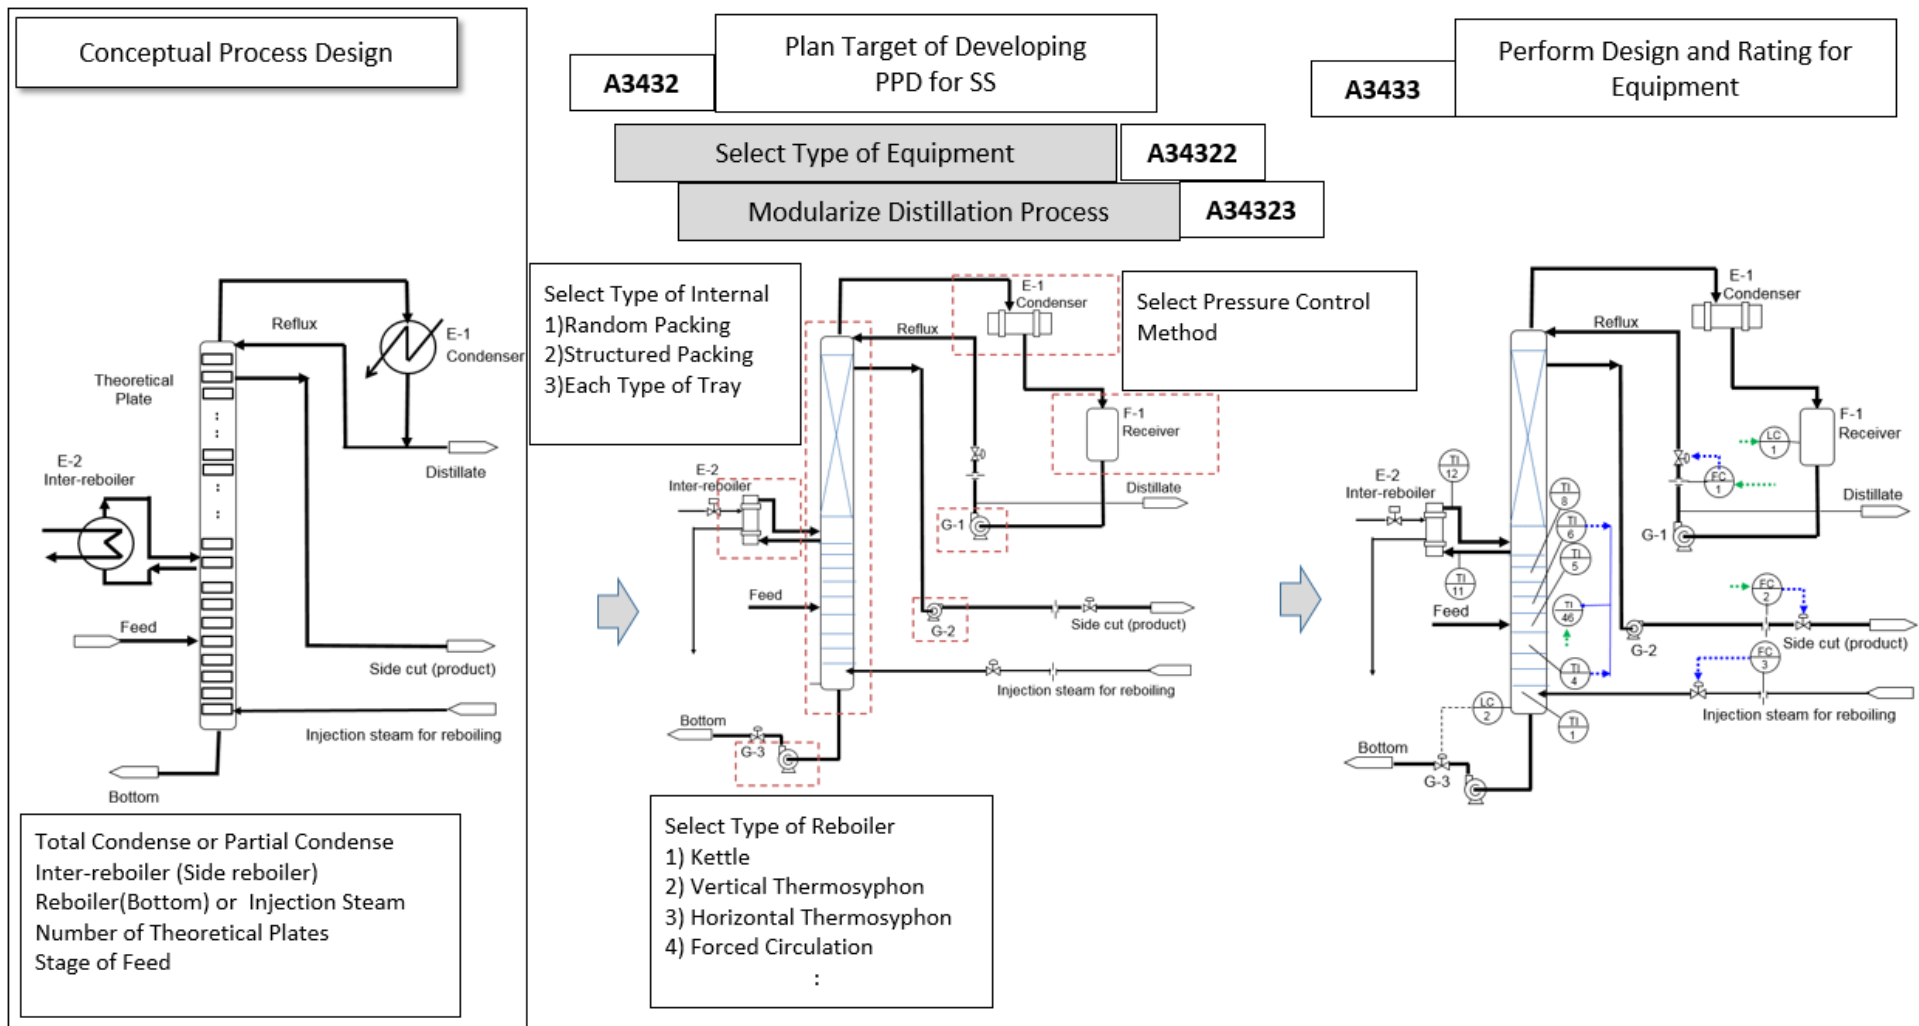 Conceptual Process Design
Reflux
E-1
Condenser
Theoretical
Plate
E-2
Inter-reboiler
Distillate
Feed
Side cut (product)
Injection steam for reboiling
Bottom
Total Condense or Partial Condense
Inter-reboiler (Side reboiler)
Reboiler(Bottom) or Injection Steam
Number of Theoretical Plates
Stage of Feed
A3432
Plan Target of Developing
PPD for SS
Select Type of Equipment
A34322
Modularize Distillation Process
A34323
Select Type of Internal
1)Random Packing
2)Structured Packing
3)Each Type of Tray
Select Pressure Control
Method
E-1
Condenser
Reflux
F-1
Receiver
E-2
Inter-reboiler
Distillate
G-1
Feed
G-2
Side cut (product)
Injection steam for reboiling
Bottom
G-3
Select Type of Reboiler
1) Kettle
2) Vertical Thermosyphon
3) Horizontal Thermosyphon
4) Forced Circulation
:
A3433
Perform Design and Rating for
Equipment
E-1
Condenser
Reflux
F-1
Receiver
LC
1
FC
1
TI
12
E-2
Inter-reboiler
TI
8
TI
6
TI
5
Distillate
G-1
TI
11
Feed
TI
46
FC
2
G-2
Side cut (product)
FC
3
TI
4
LC
2
TI
1
Injection steam for reboiling
Bottom
G-3